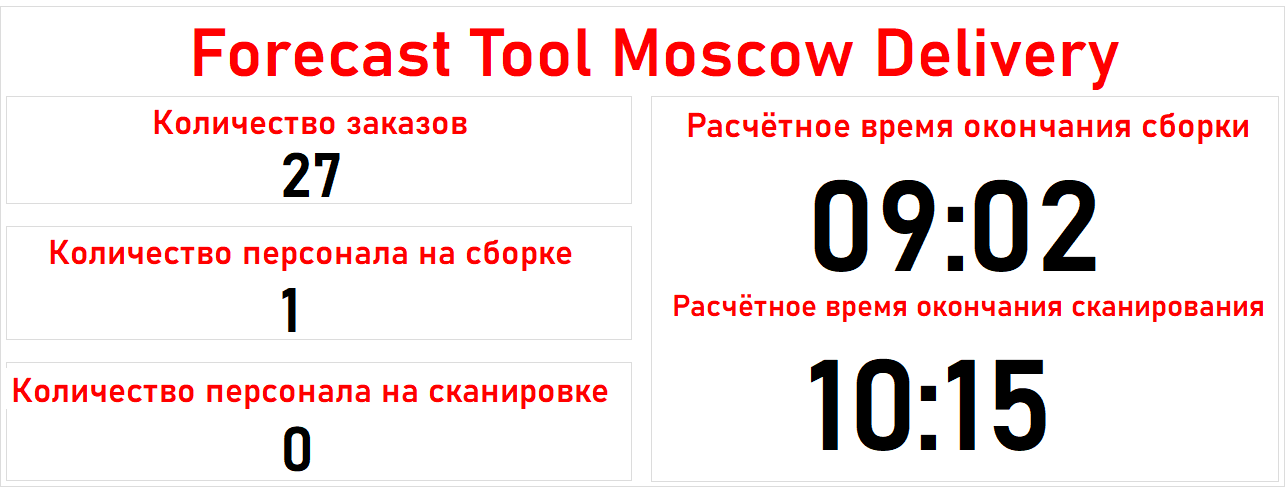 Forecast Tool Moscow Delivery
Количество заказов
27
Количество персонала на сборке
1
Количество персонала на сканировке
0
Расчётное время окончания сборки
09:02
Расчётное время окончания сканирования
10:15